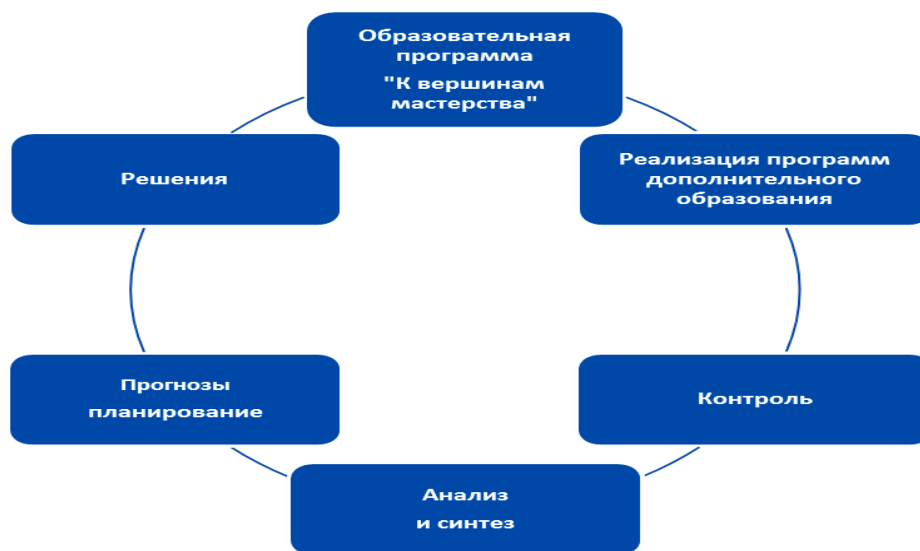 Образовательная
программа
"К вершинам
мастерства"
Реализация программ
дополнительного
образования
Контроль
Анализ
и синтез
Прогнозы
планирование
Решения